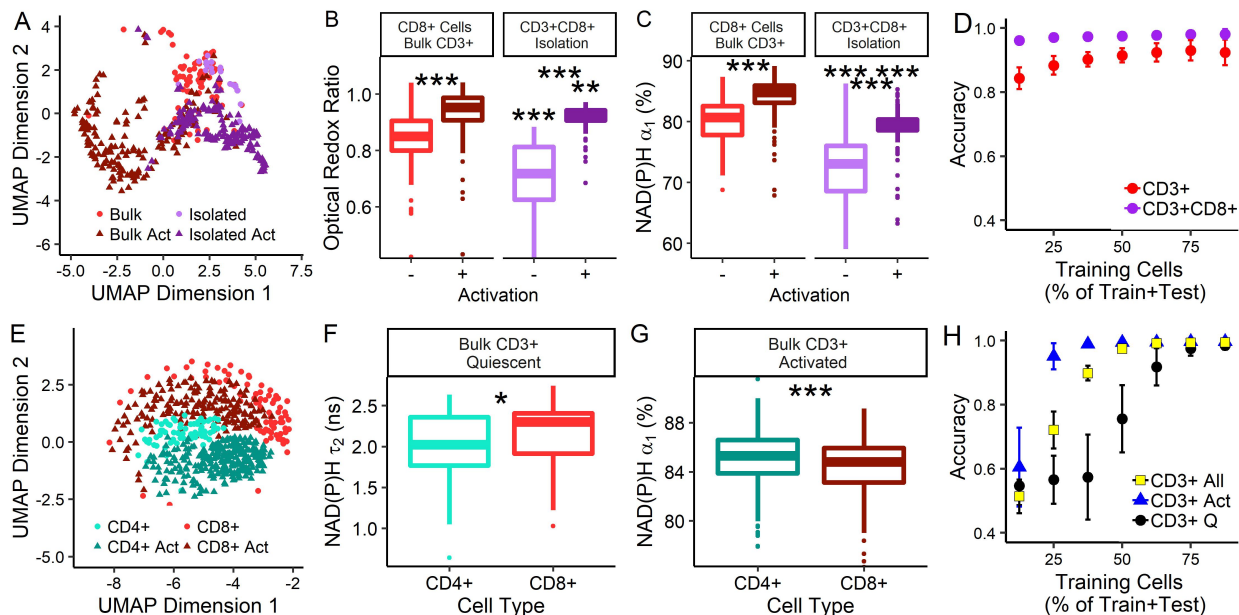 A
UMAP Dimension 2
4
2
0
-2
-4
-6
Bulk
Isolated
Bulk Act
Isolated Act
-5.0 -2.5 0.0 2.5 5.0 7.5
UMAP Dimension 1
B
CD8+ Cells
Bulk CD3+
CD3+CD8+
Isolation
Optical Redox Ratio
1.0
0.8
0.6
***
***
***
**
- + - +
Activation
C
CD8+ Cells
Bulk CD3+
CD3+CD8+
Isolation
NAD(P)H α1 (%)
90%
80%
70%
60%
***
*** ***
***
- + - +
Activation
D
Accuracy
1.0
0.8
0.6
0.4
CD3+
CD3+CD8+
25 50 75
Training Cells
(% of Train+Test)
E
UMAP Dimension 2
5.0
2.5
0.0
-2.5
-5.0
CD4+
CD8+
CD4+ Act
CD8+ Act
-8 -6 -4 -2
UMAP Dimension 1
F
Bulk CD3+
Quiescent
NAD(P)H τ2 (ns)
2.5
2.0
1.5
1.0
*
CD4+ CD8+
Cell Type
G
Bulk CD3+
Activated
NAD(P)H α1 (%)
88
84
80
***
CD4+ CD8+
Cell Type
H
Accuracy
1.0
0.8
0.6
0.4
CD3+ All
CD3+ Act
CD3+ Q
25 50 75
Training Cells
(% of Train+Test)